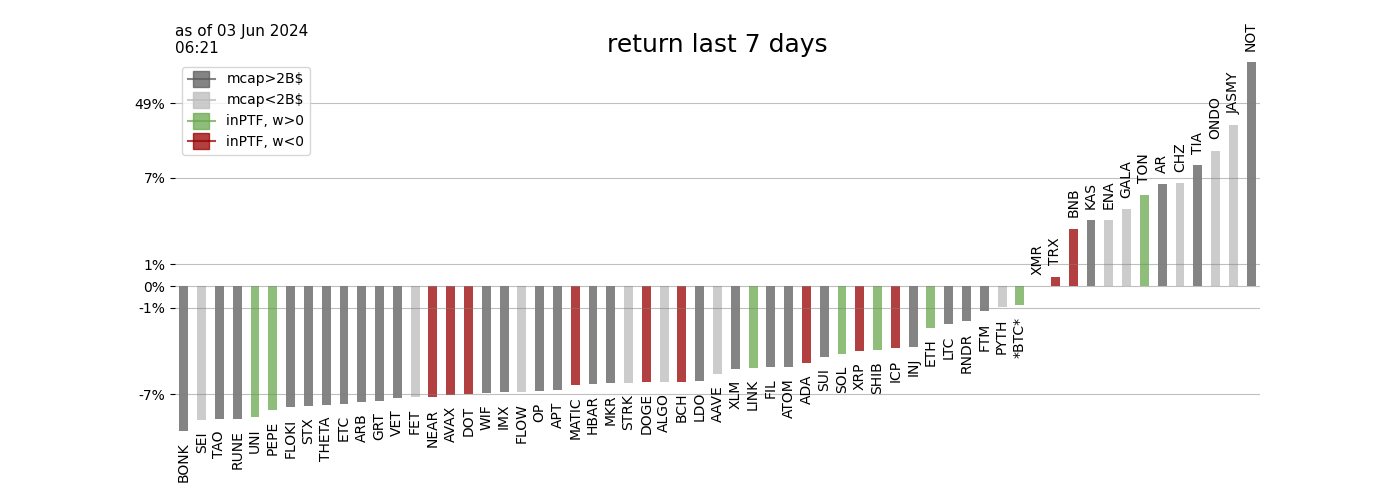 as of 03 Jun 2024
06:21
return last 7 days
mcap>2B$
mcap<2B$
inPTF, w>0
inPTF, w<0
49%
7%
1%
0%
-1%
-7%
BONK
SEI
TAO
RUNE
UNI
PEPE
FLOKI
STX
THETA
ETC
ARB
GRT
VET
FET
NEAR
AVAX
DOT
WIF
IMX
FLOW
OP
APT
MATIC
HBAR
MKR
STRK
DOGE
ALGO
BCH
LDO
AAVE
XLM
LINK
FIL
ATOM
ADA
SUI
SOL
XRP
SHIB
ICP
INJ
ETH
LTC
RNDR
FTM
PYTH
*BTC*
XMR
TRX
BNB
KAS
ENA
GALA
TON
AR
CHZ
TIA
ONDO
JASMY
NOT